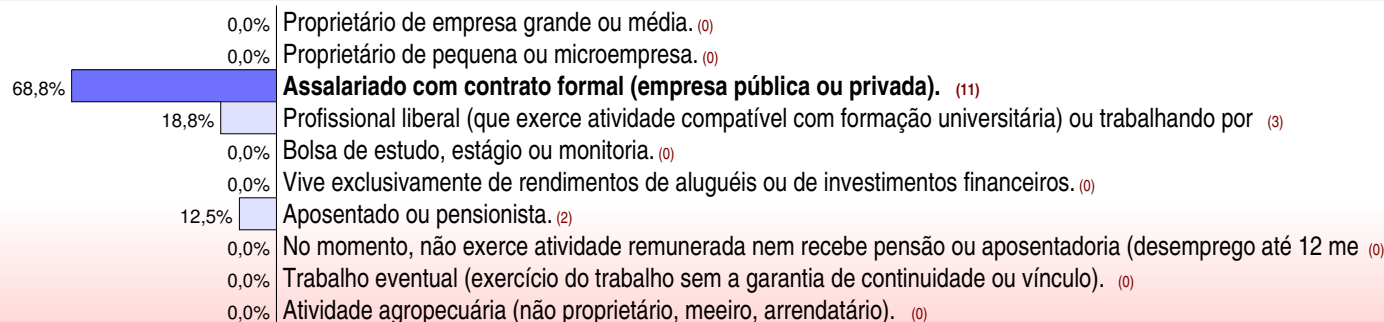 0,0% Proprietário de empresa grande ou média. (0)
0,0% Proprietário de pequena ou microempresa. (0)
68,8% Assalariado com contrato formal (empresa pública ou privada). (11)
18,8% Profissional liberal (que exerce atividade compatível com formação universitária) ou trabalhando por (3)
0,0% Bolsa de estudo, estágio ou monitoria. (0)
0,0% Vive exclusivamente de rendimentos de aluguéis ou de investimentos financeiros. (0)
12,5% Aposentado ou pensionista. (2)
0,0% No momento, não exerce atividade remunerada nem recebe pensão ou aposentadoria (desemprego até 12 me (0)
0,0% Trabalho eventual (exercício do trabalho sem a garantia de continuidade ou vínculo). (0)
0,0% Atividade agropecuária (não proprietário, meeiro, arrendatário). (0)